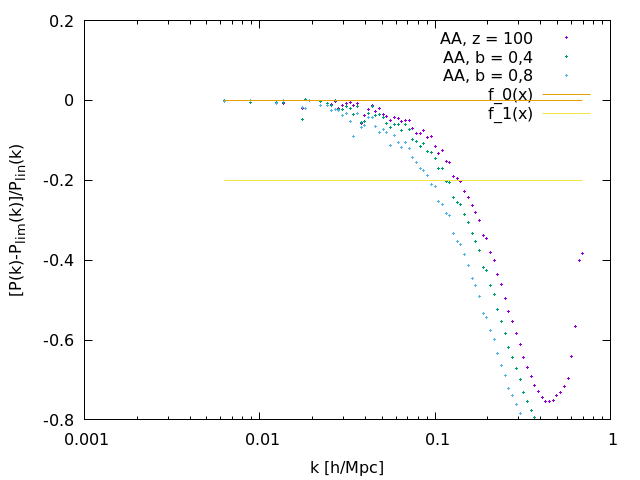 0.2
0
-0.2
-0.4
-0.6
-0.8
0.001
0.01
0.1
1
[P(k)-P_lim(k)]/P_lin(k)
k [h/Mpc]
AA, z = 100
AA, b = 0,4
AA, b = 0,8
f_0(x)
f_1(x)